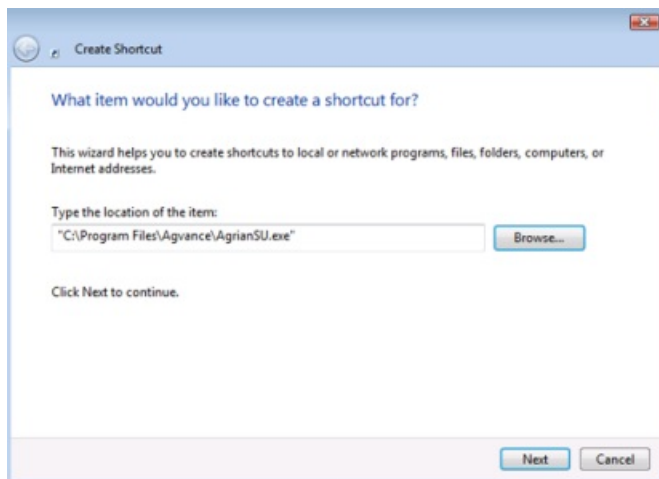 Create Shortcut
What item would you like to create a shortcut for?
This wizard helps you to create shortcuts to local or network programs, files, folders, computers, or
Internet addresses.
Type the location of the item:
"C:\Program Files\Agvance\AgrianSU.exe"
Browse...
Click Next to continue.
Next
Cancel